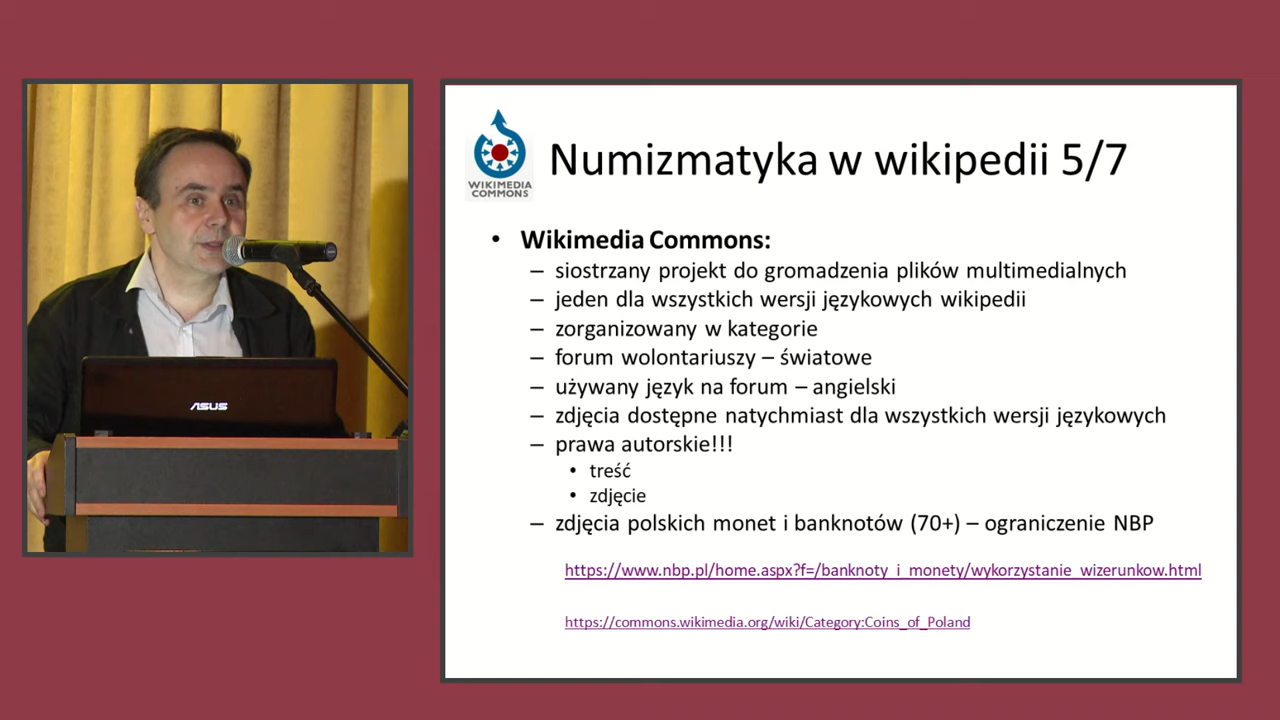 WIKIMEDIA
COMMONS
Numizmatyka w wikipedii 5/7
• Wikimedia Commons:
– siostrzany projekt do gromadzenia plików multimedialnych
– jeden dla wszystkich wersji językowych wikipedii
– zorganizowany w kategorie
– forum wolontariuszy – światowe
– używany język na forum – angielski
– zdjęcia dostępne natychmiast dla wszystkich wersji językowych
– prawa autorskie!!!
• treść
• zdjęcie
– zdjęcia polskich monet i banknotów (70+) – ograniczenie NBP
https://www.nbp.pl/home.aspx?f=/banknoty_i_monety/wykorzystanie_wizerunkow.html
https://commons.wikimedia.org/wiki/Category:Coins_of_Poland
ASUS